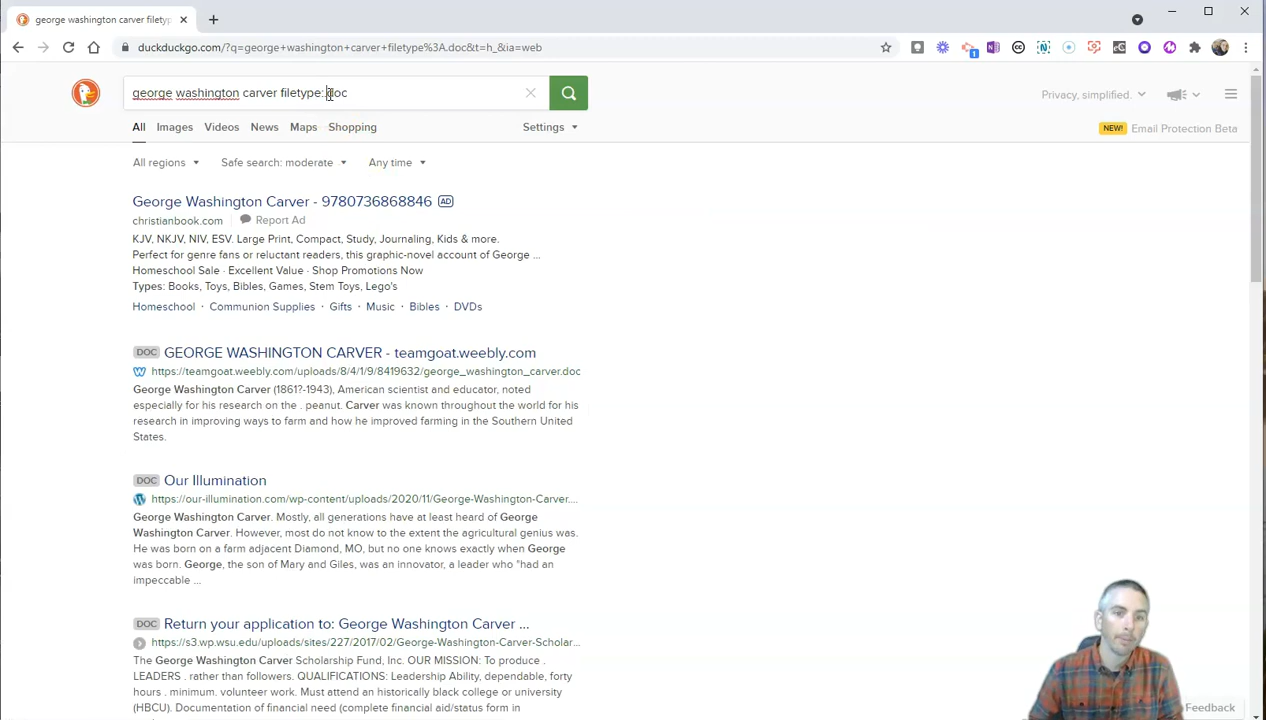 george washington carver filetyp
duckduckgo.com/?q=george+washington+carver+filetype%3A.doc&t=h_&ia=web
1
george washington carver filetype:.doc
Privacy, simplified.
All Images Videos News Maps Shopping Settings
NEW! Email Protection Beta
All regions Safe search: moderate Any time
George Washington Carver - 9780736868846 AD
christianbook.com Report Ad
KJV, NKJV, NIV, ESV. Large Print, Compact, Study, Journaling, Kids & more.
Perfect for genre fans or reluctant readers, this graphic-novel account of George ...
Homeschool Sale · Excellent Value · Shop Promotions Now
Types: Books, Toys, Bibles, Games, Stem Toys, Lego's
Homeschool · Communion Supplies · Gifts · Music · Bibles · DVDs
DOC GEORGE WASHINGTON CARVER - teamgoat.weebly.com
https://teamgoat.weebly.com/uploads/8/4/1/9/8419632/george_washington_carver.doc
George Washington Carver (1861?-1943), American scientist and educator, noted
especially for his research on the . peanut. Carver was known throughout the world for his
research in improving ways to farm and how he improved farming in the Southern United
States.
DOC Our Illumination
https://our-illumination.com/wp-content/uploads/2020/11/George-Washington-Carver....
George Washington Carver. Mostly, all generations have at least heard of George
Washington Carver. However, most do not know to the extent the agricultural genius was.
He was born on a farm adjacent Diamond, MO, but no one knows exactly when George
was born. George, the son of Mary and Giles, was an innovator, a leader who "had an
impeccable ...
DOC Return your application to: George Washington Carver ...
https://s3.wp.wsu.edu/uploads/sites/227/2017/02/George-Washington-Carver-Scholar...
The George Washington Carver Scholarship Fund, Inc. OUR MISSION: To produce .
LEADERS . rather than followers. QUALIFICATIONS: Leadership Ability, dependable, forty
hours . minimum. volunteer work. Must attend an historically black college or university
(HBCU). Documentation of financial need (complete financial aid/status form in
Feedback